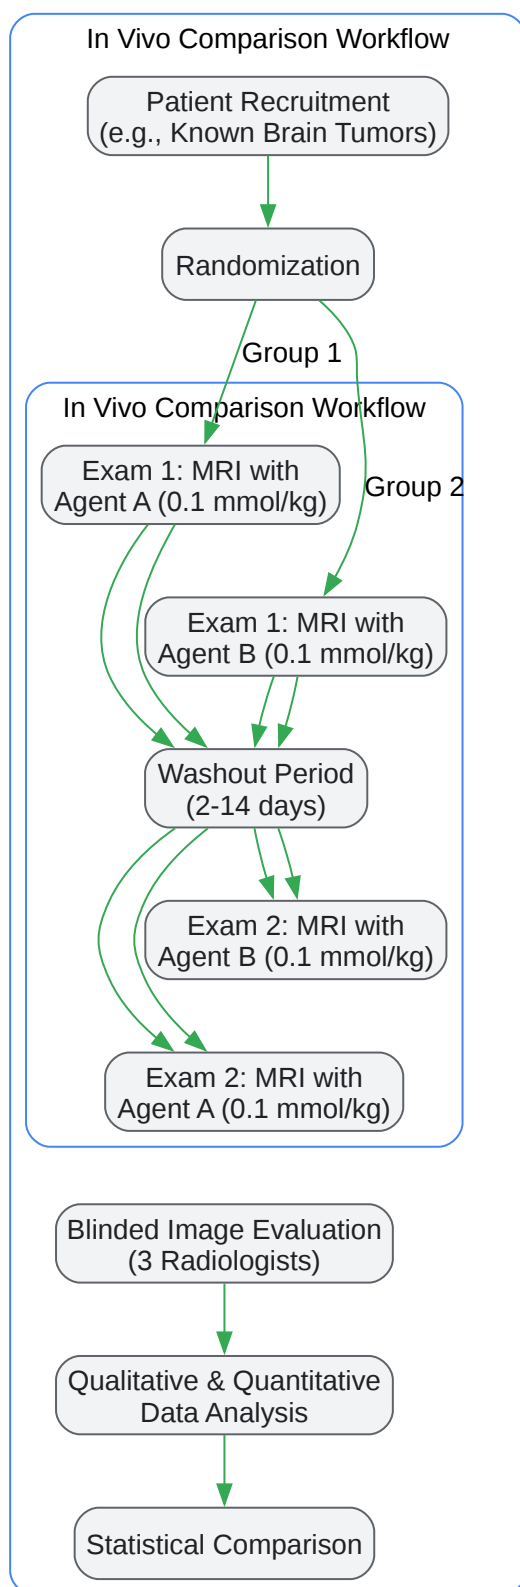 In Vivo Comparison Workflow
Patient Recruitment
(e.g., Known Brain Tumors)
Randomization
Group 1
In Vivo Comparison Workflow
Exam 1: MRI with
Agent A (0.1 mmol/kg)
Group 2
Exam 1: MRI with
Agent B (0.1 mmol/kg)
Washout Period
(2-14 days)
Exam 2: MRI with
Agent B (0.1 mmol/kg)
Exam 2: MRI with
Agent A (0.1 mmol/kg)
Blinded Image Evaluation
(3 Radiologists)
Qualitative & Quantitative
Data Analysis
Statistical Comparison